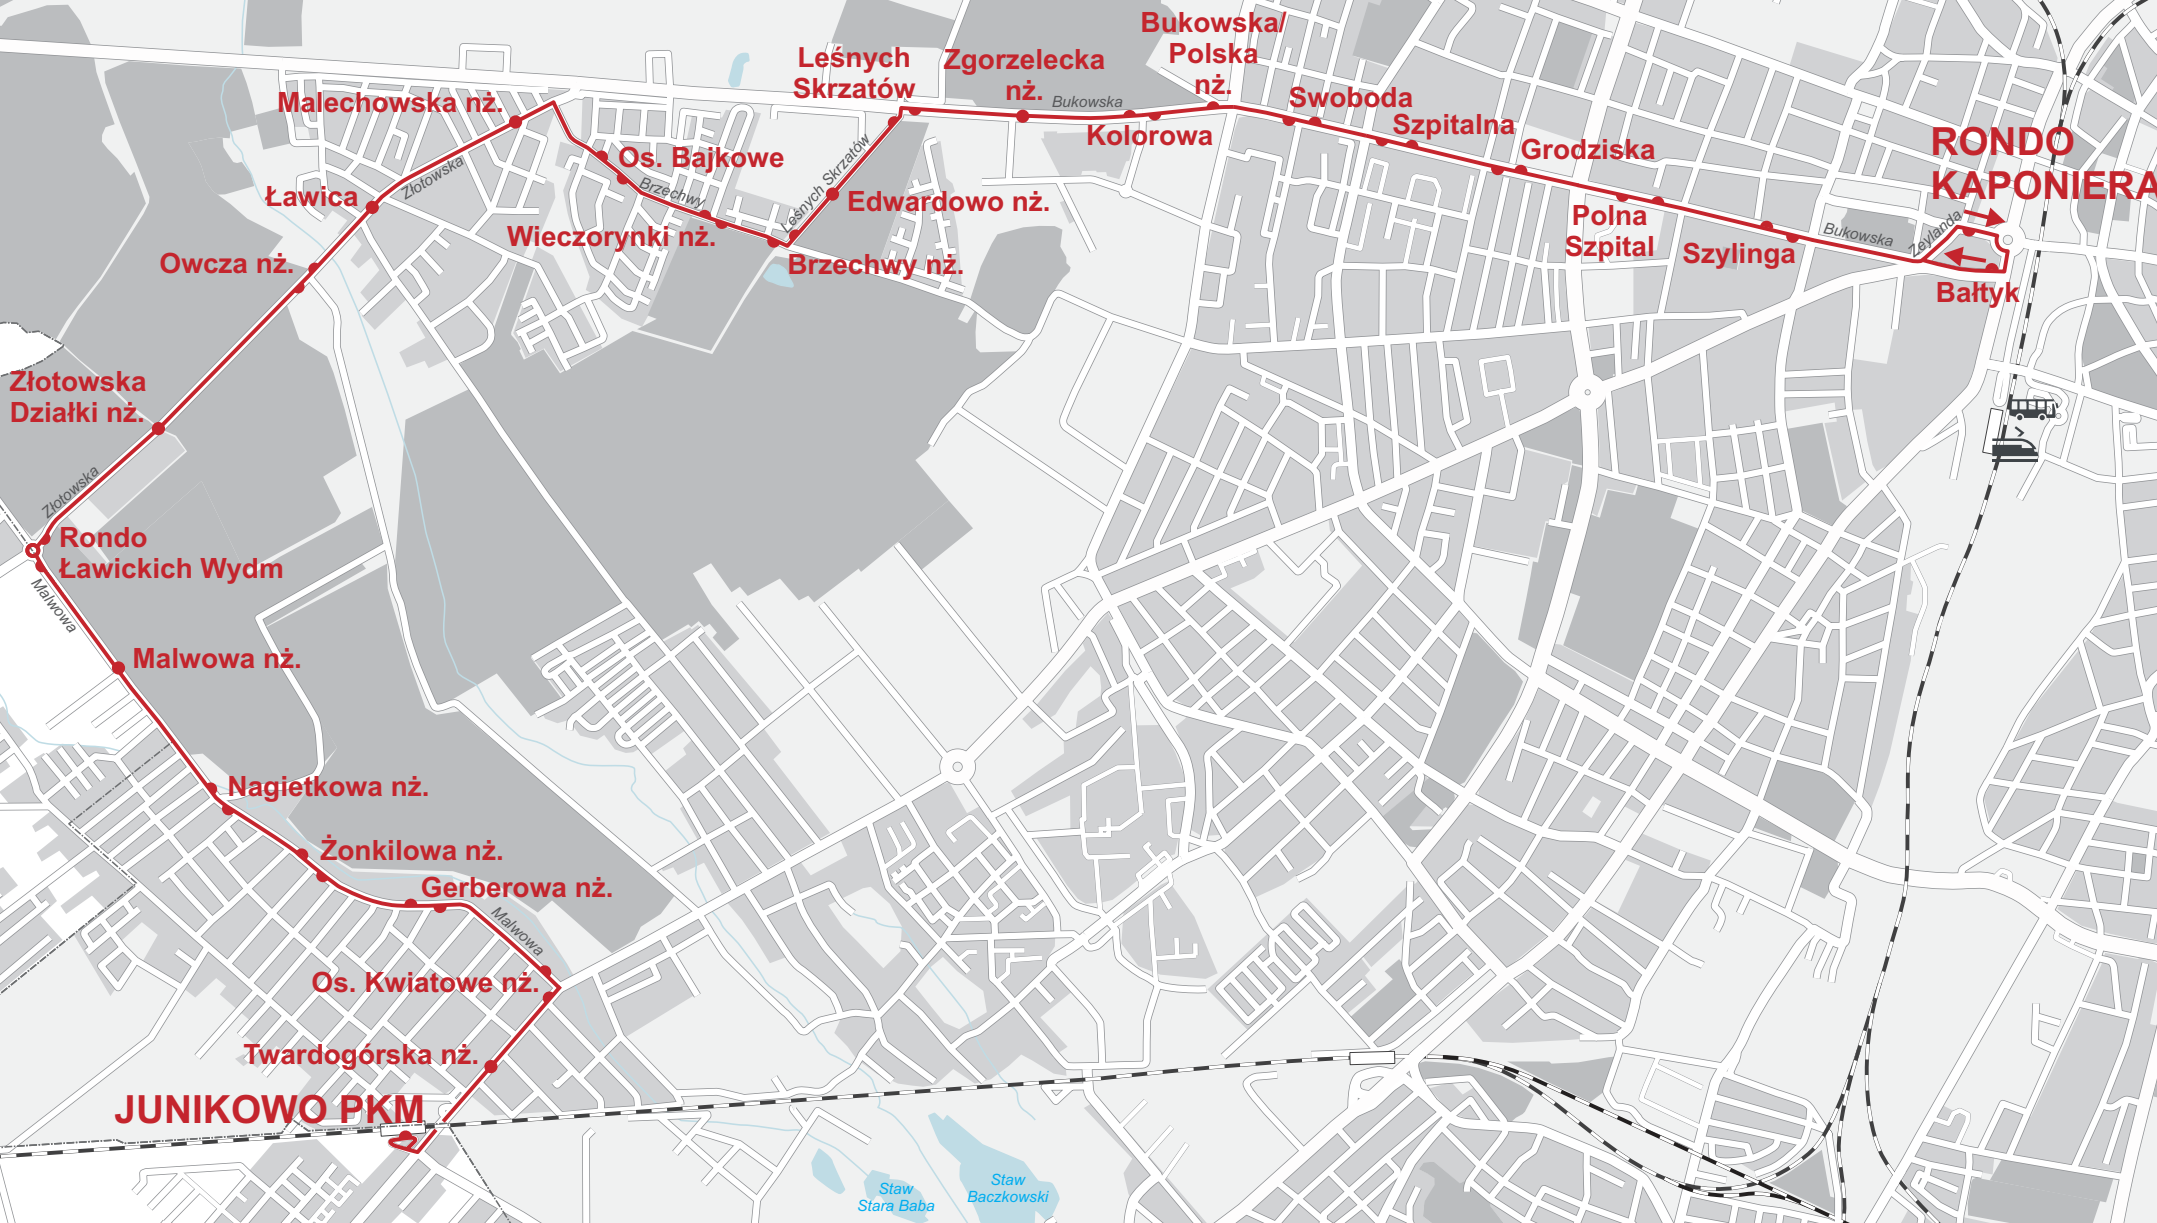 Bukowska/
Polska
nż.
Leśnych
Skrzatów
Zgorzelecka
nż.
Bukowska
Malechowska nż.
Swoboda
Szpitalna
Kolorowa
Grodziska
RONDO
KAPONIERA
Os. Bajkowe
Złotowska
Brzechwy
Leśnych Skrzatów
Ławica
Edwardowo nż.
Wieczorynki nż.
Polna
Szpital
Szylinga
Bukowska
Zeylanda
Owcza nż.
Brzechwy nż.
Bałtyk
Złotowska
Działki nż.
Złotowska
Rondo
Ławickich Wydm
Malwowa
Malwowa nż.
Nagietkowa nż.
Żonkilowa nż.
Gerberowa nż.
Malwowa
Os. Kwiatowe nż.
Twardogórska nż.
JUNIKOWO PKM
Staw
Stara Baba
Staw
Baczkowski